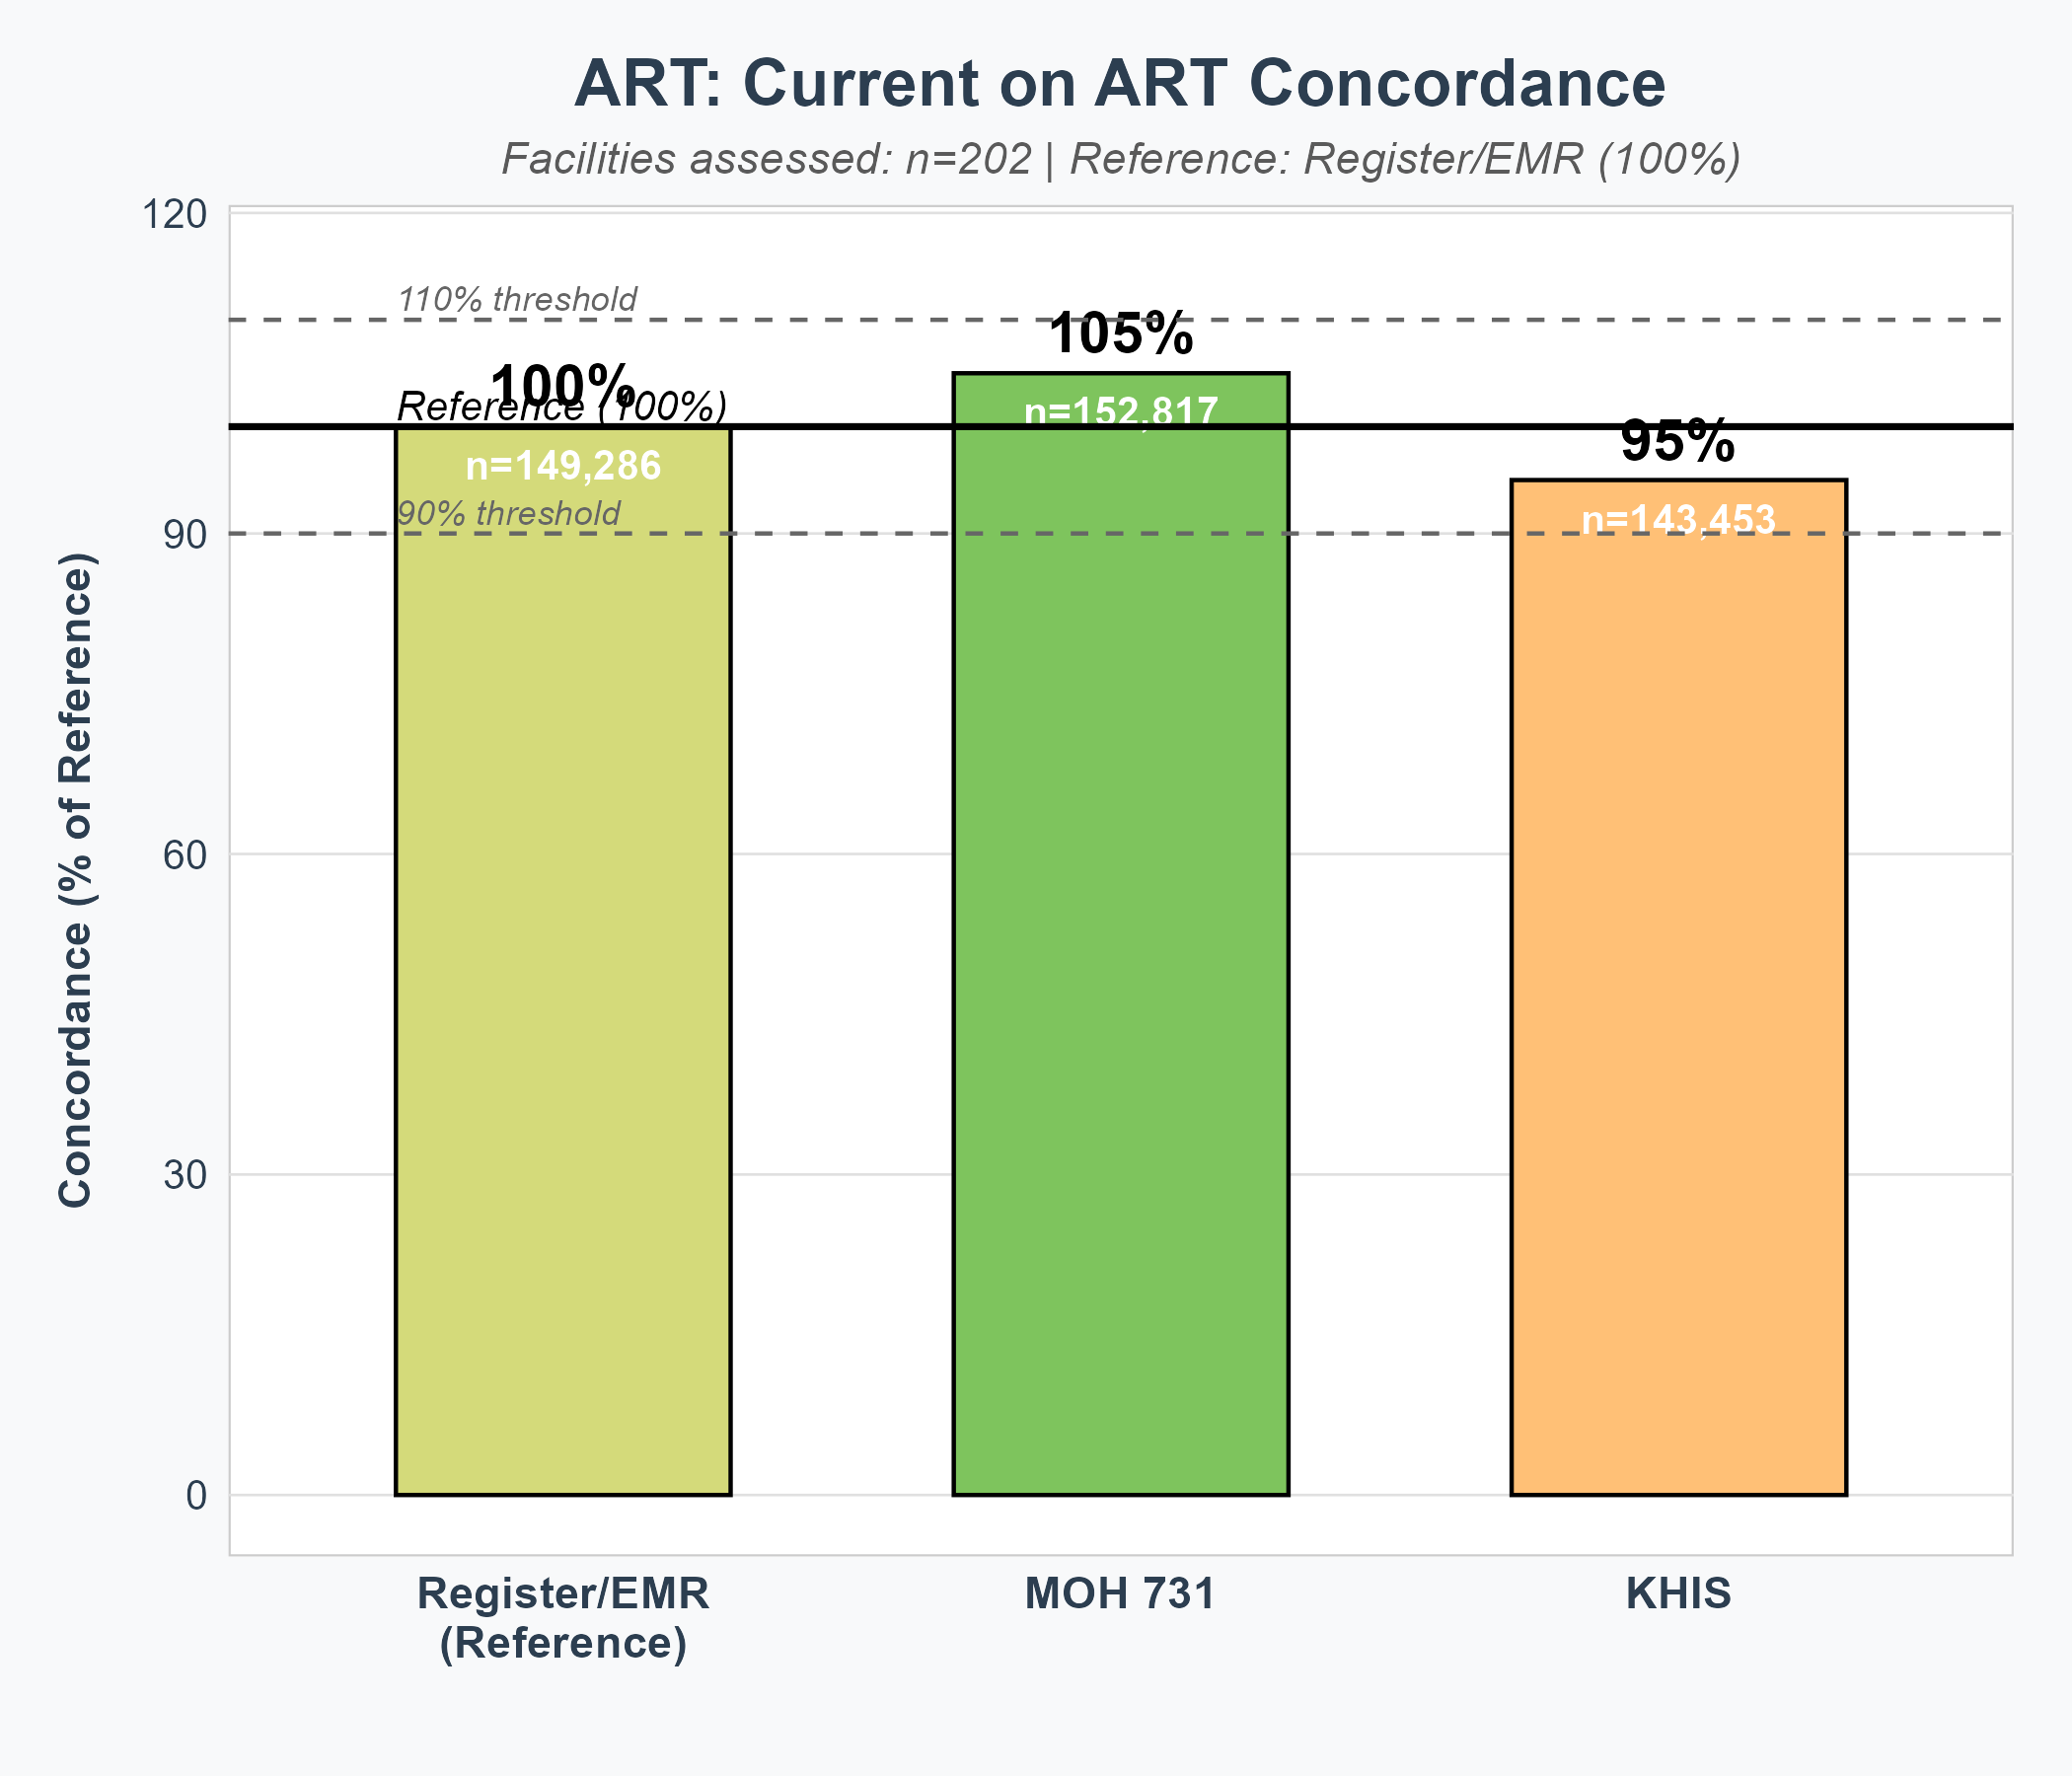 ART: Current on ART Concordance
Facilities assessed: n=202 | Reference: Register/EMR (100%)
Concordance (% of Reference)
120
90
60
30
0
110% threshold
105%
100%
Reference (100%)
n=152,817
95%
n=149,286
90% threshold
n=143,453
Register/EMR
(Reference)
MOH 731
KHIS